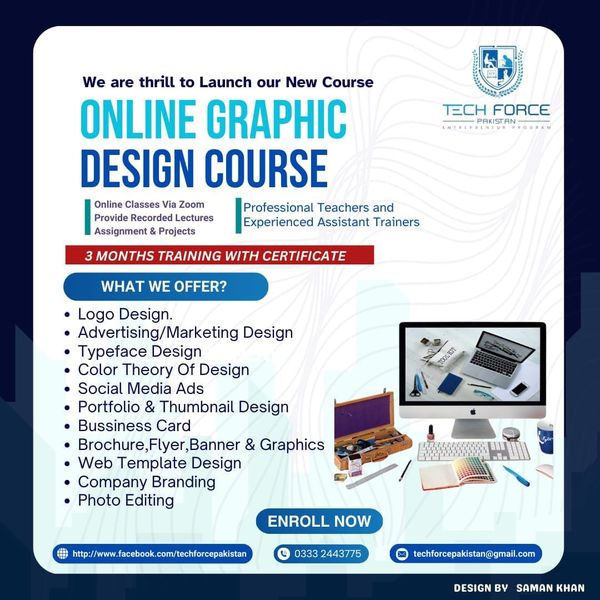 We are thrill to Launch our New Course
TECH FORCE
PAKISTAN
ENTREPRENEUR PROGRAM
ONLINE GRAPHIC
DESIGN COURSE
Online Classes Via Zoom
Provide Recorded Lectures
Assignment & Projects
Professional Teachers and
Experienced Assistant Trainers
3 MONTHS TRAINING WITH CERTIFICATE
WHAT WE OFFER?
• Logo Design.
• Advertising/Marketing Design
• Typeface Design
• Color Theory Of Design
• Social Media Ads
• Portfolio & Thumbnail Design
• Bussiness Card
• Brochure,Flyer,Banner & Graphics
• Web Template Design
• Company Branding
• Photo Editing
ENROLL NOW
http://www.facebook.com/techforcepakistan
0333 2443775
techforcepakistan@gmail.com
DESIGN BY SAMAN KHAN